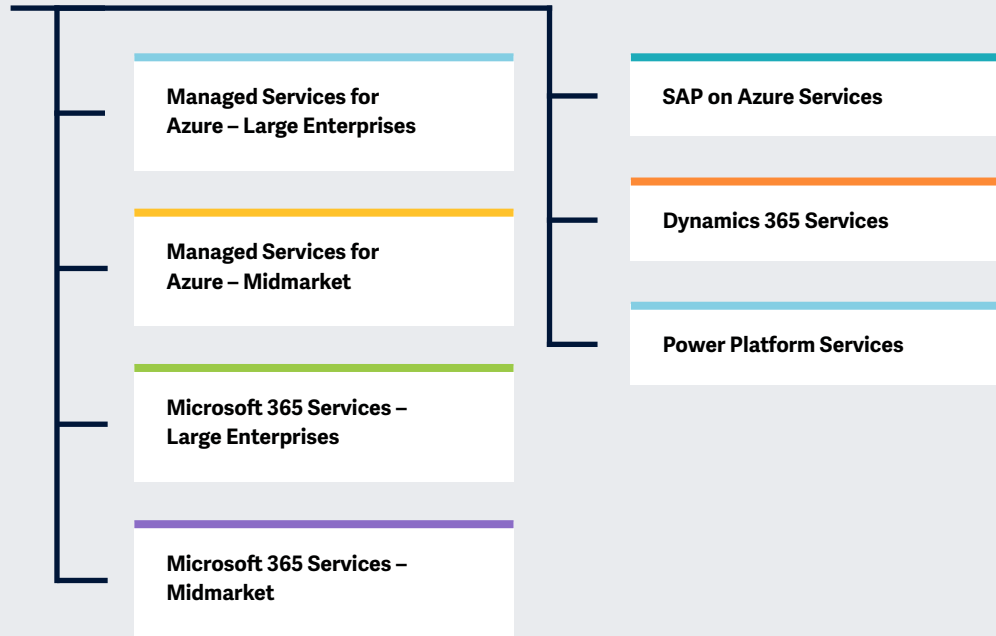 Managed Services for
Azure – Large Enterprises
Managed Services for
Azure – Midmarket
Microsoft 365 Services –
Large Enterprises
Microsoft 365 Services –
Midmarket
SAP on Azure Services
Dynamics 365 Services
Power Platform Services